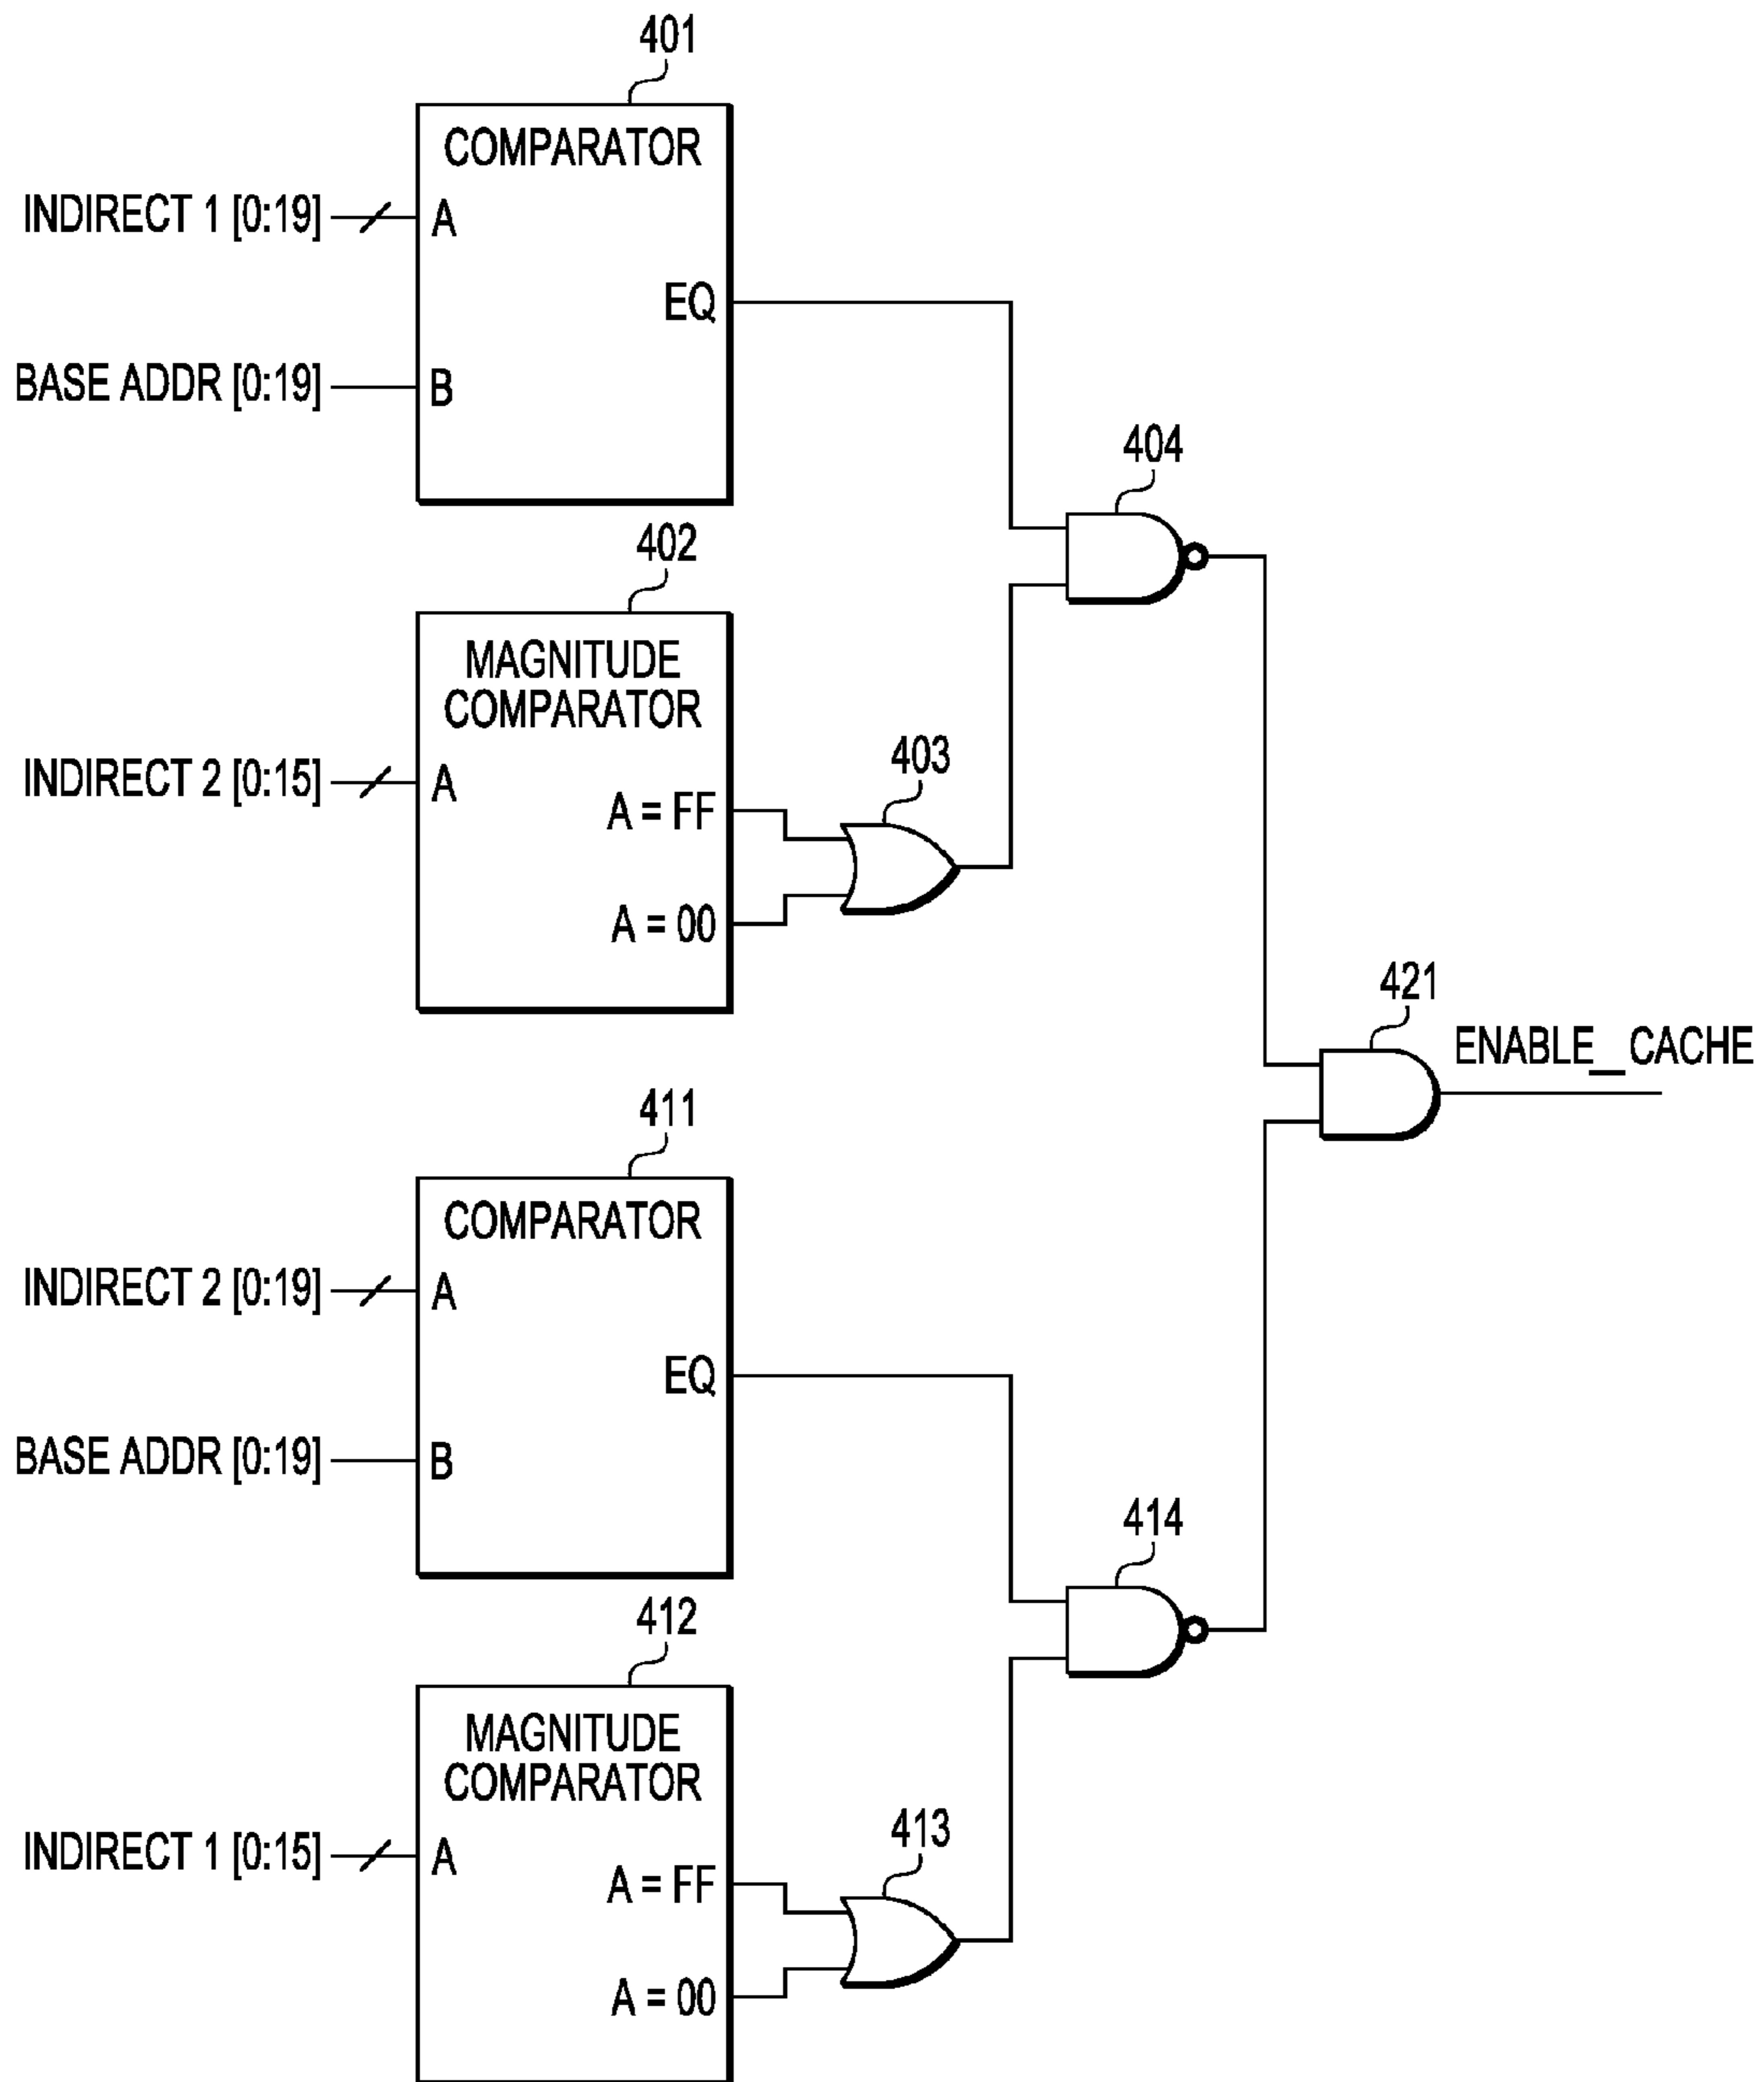 401
COMPARATOR
INDIRECT 1 [0:19]
A
EQ
BASE ADDR [0:19]
B
404
402
MAGNITUDE
COMPARATOR
INDIRECT 2 [0:15]
A
403
A = FF
A = 00
421
ENABLE_CACHE
411
COMPARATOR
INDIRECT 2 [0:19]
A
EQ
BASE ADDR [0:19]
B
414
412
MAGNITUDE
COMPARATOR
INDIRECT 1 [0:15]
A
413
A = FF
A = 00